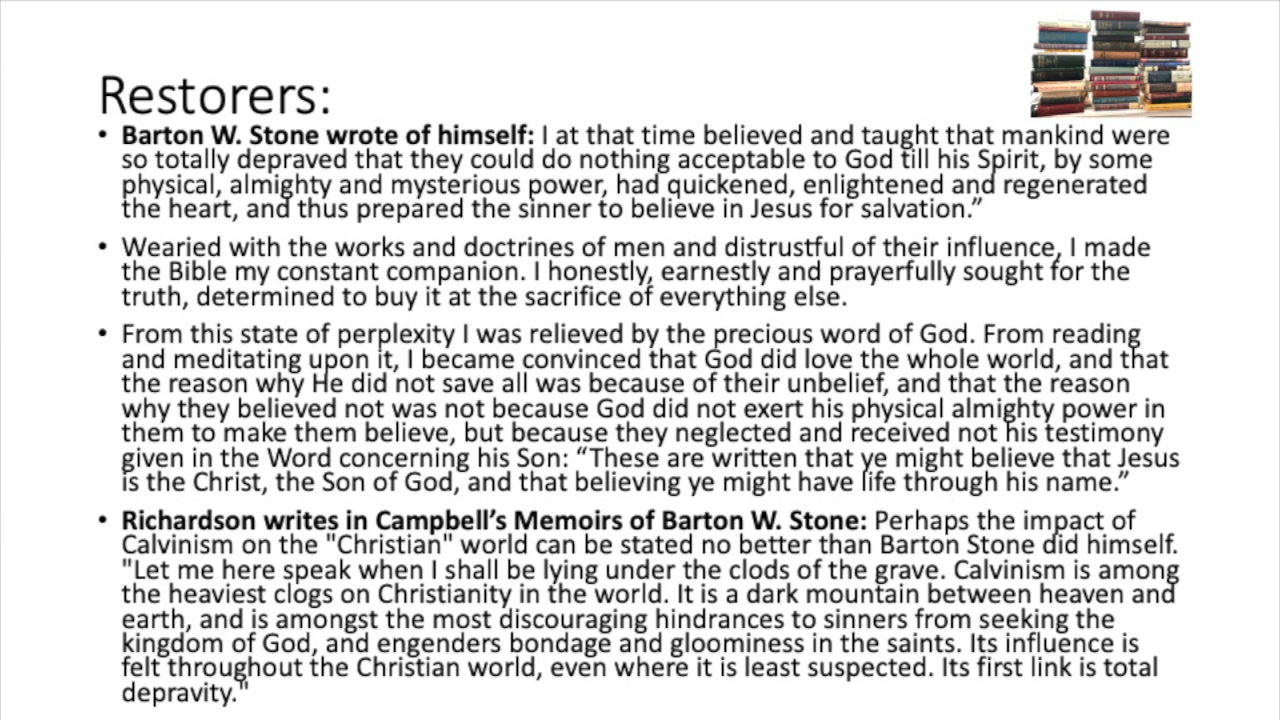 Restorers:
• Barton W. Stone wrote of himself: I at that time believed and taught that mankind were
so totally depraved that they could do nothing acceptable to God till his Spirit, by some
physical, almighty and mysterious power, had quickened, enlightened and regenerated
the heart, and thus prepared the sinner to believe in Jesus for salvation.”
• Wearied with the works and doctrines of men and distrustful of their influence, I made
the Bible my constant companion. I honestly, earnestly and prayerfully sought for the
truth, determined to buy it at the sacrifice of everything else.
• From this state of perplexity I was relieved by the precious word of God. From reading
and meditating upon it, I became convinced that God did love the whole world, and that
the reason why He did not save all was because of their unbelief, and that the reason
why they believed not was not because God did not exert his physical almighty power in
them to make them believe, but because they neglected and received not his testimony
given in the Word concerning his Son: “These are written that ye might believe that Jesus
is the Christ, the Son of God, and that believing ye might have life through his name.”
• Richardson writes in Campbell’s Memoirs of Barton W. Stone: Perhaps the impact of
Calvinism on the "Christian" world can be stated no better than Barton Stone did himself.
"Let me here speak when I shall be lying under the clods of the grave. Calvinism is among
the heaviest clogs on Christianity in the world. It is a dark mountain between heaven and
earth, and is amongst the most discouraging hindrances to sinners from seeking the
kingdom of God, and engenders bondage and gloominess in the saints. Its influence is
felt throughout the Christian world, even where it is least suspected. Its first link is total
depravity."